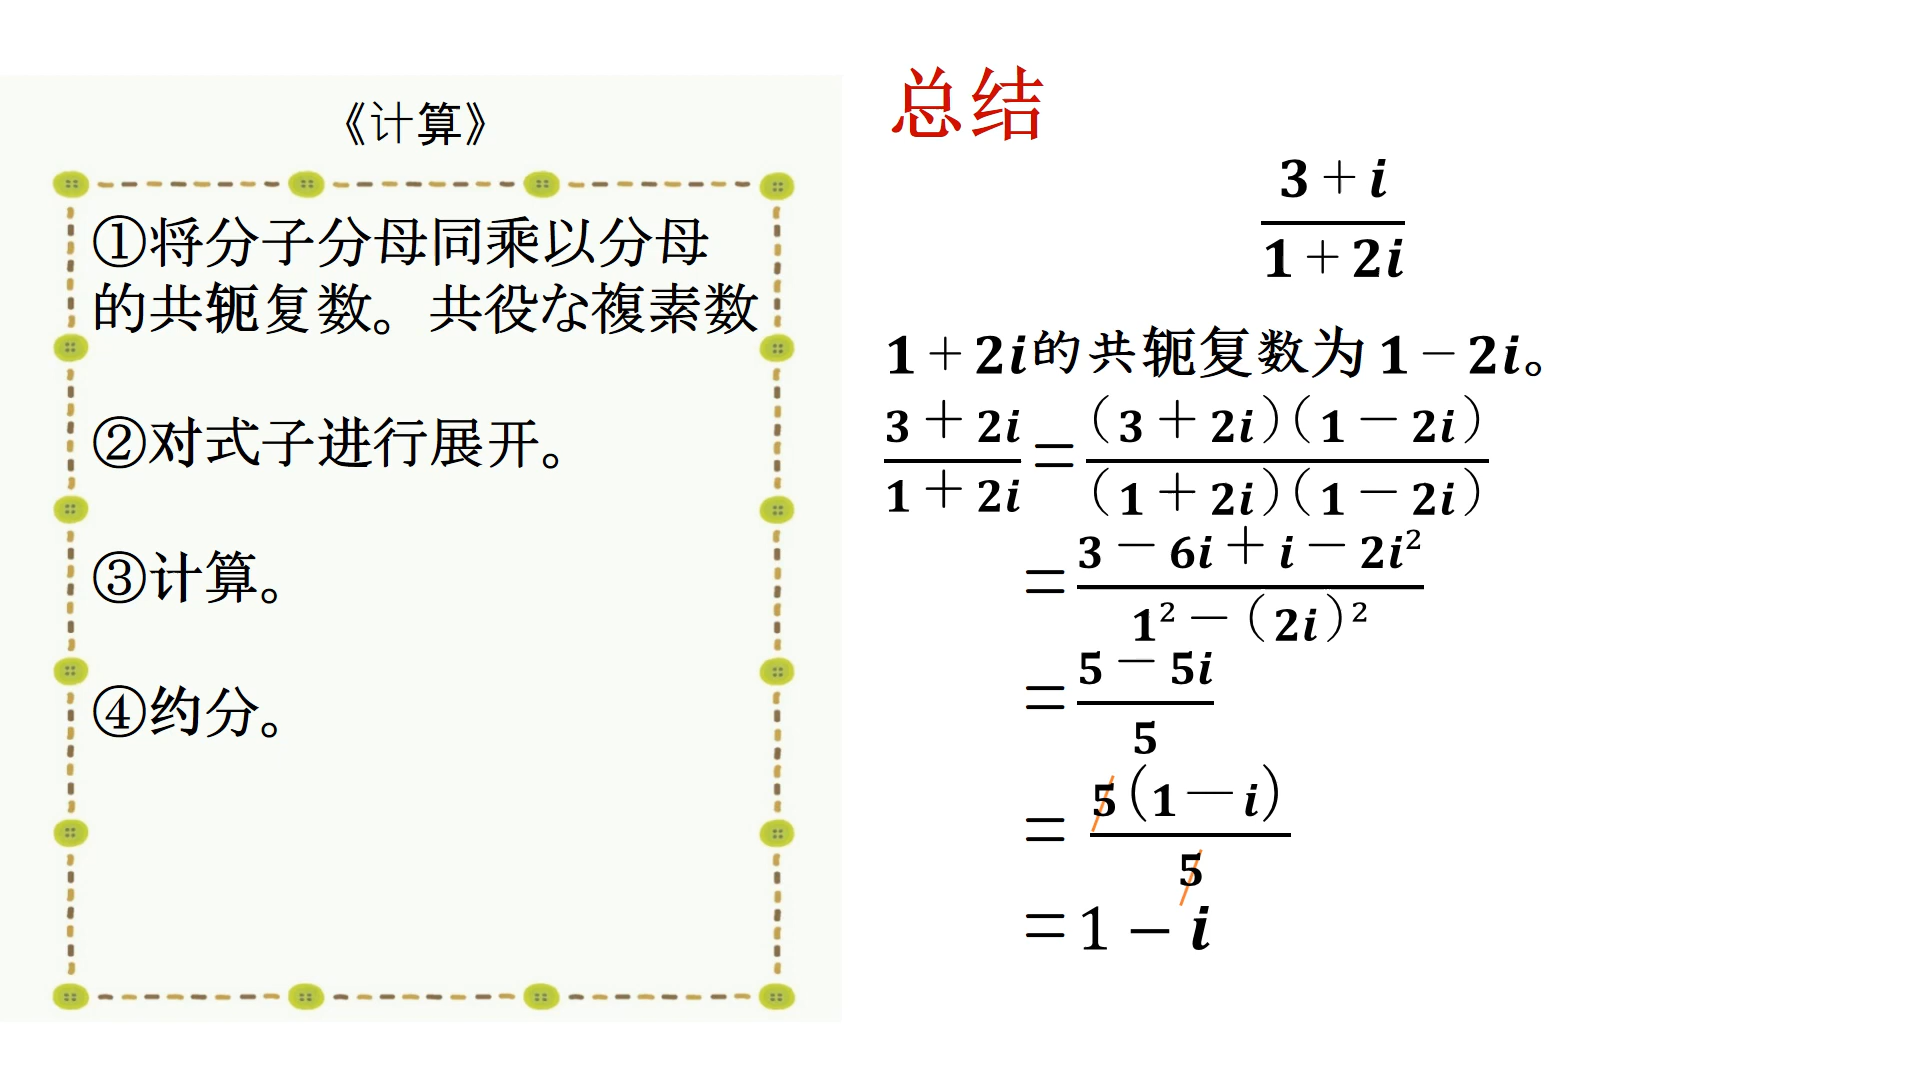 《计算》
①将分子分母同乘以分母
的共轭复数。共役な複素数
②对式子进行展开。
③计算。
④约分。
总结
3+i
1+2i
1+2i的共轭复数为1−2i。
3+2i/1+2i=(3+2i)(1−2i)/(1+2i)(1−2i)
=3−6i+i−2i²/1²−(2i)²
=5−5i/5
=5(1−i)/5
=1−i